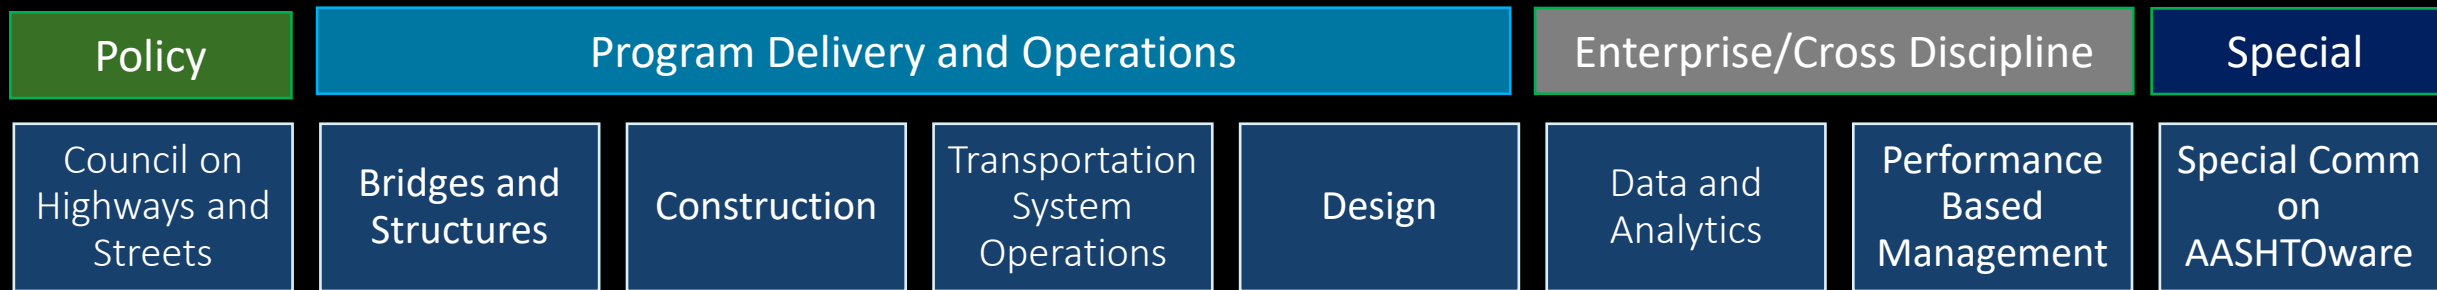 Policy
Program Delivery and Operations
Enterprise/Cross Discipline
Special
Council on
Highways and
Streets
Bridges and
Structures
Construction
Transportation
System
Operations
Design
Data and
Analytics
Performance
Based
Management
Special Comm
on
AASHTOware